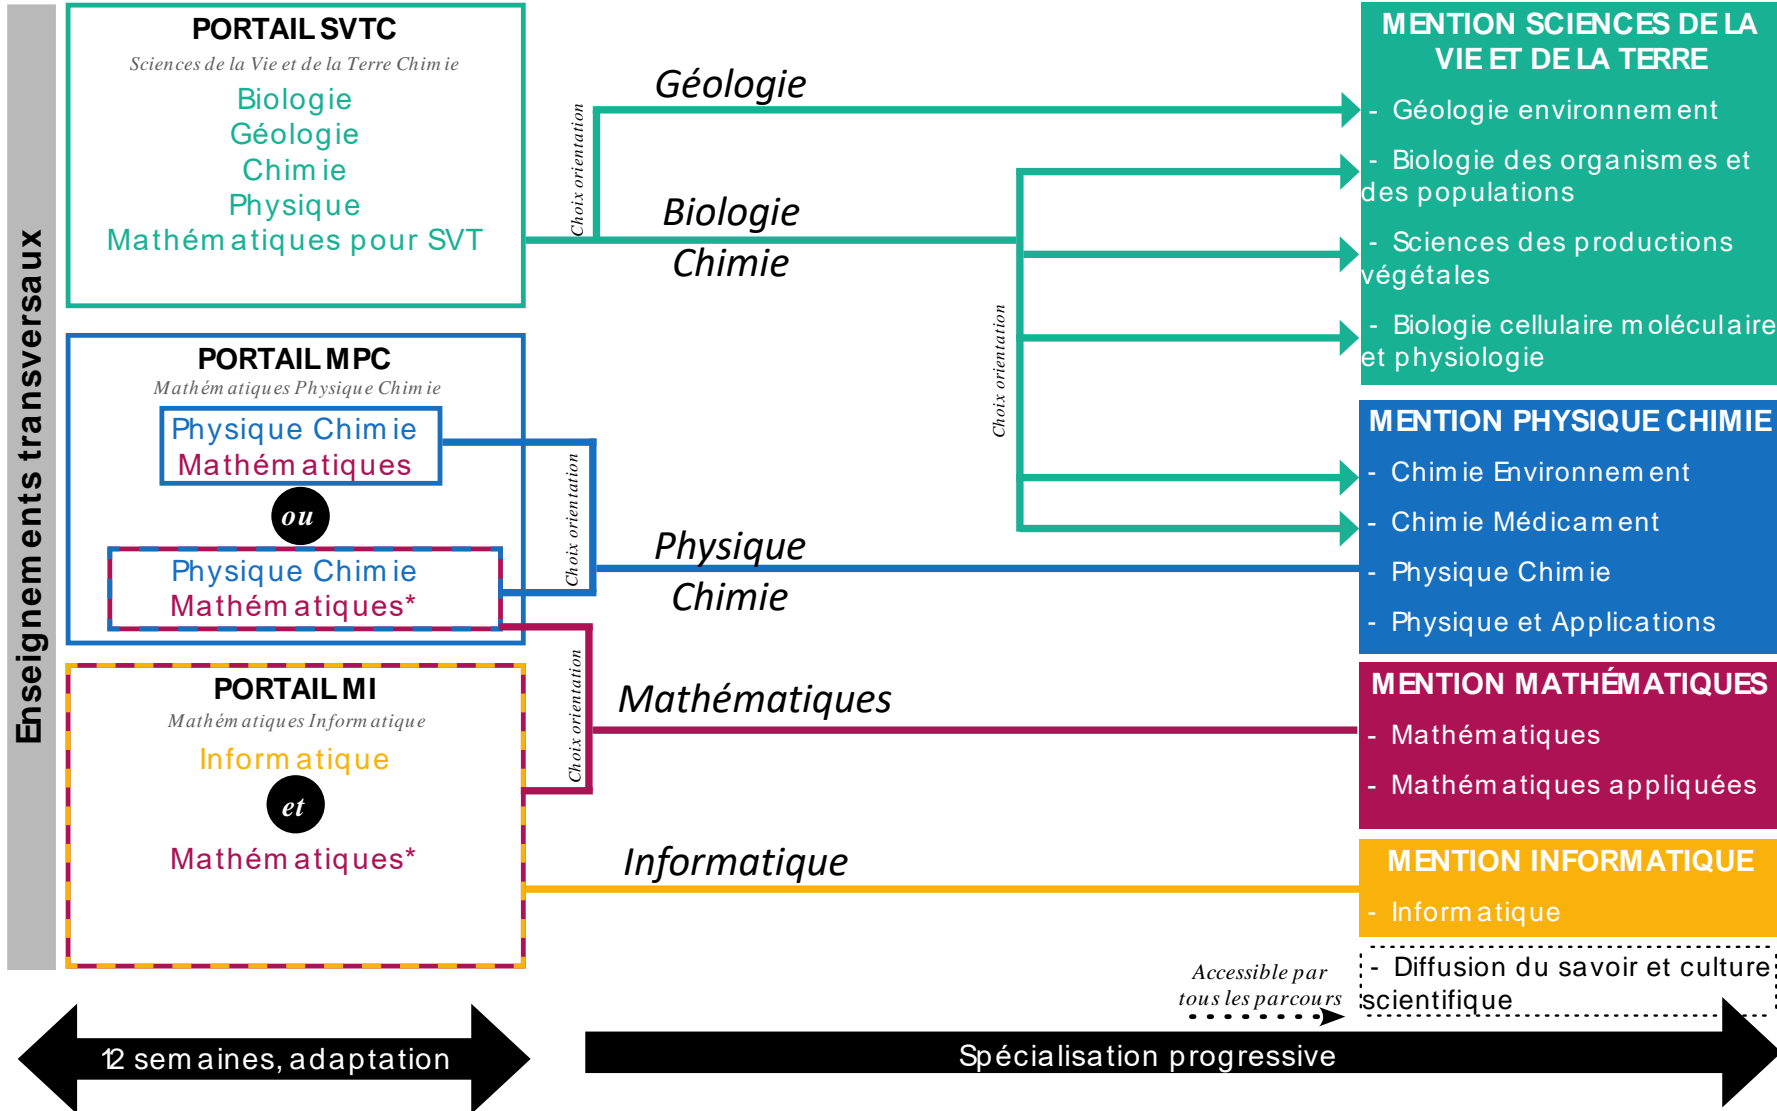 Enseignements transversaux
PORTAIL SVTC
Sciences de la Vie et de la Terre Chimie
Biologie
Géologie
Chimie
Physique
Mathématiques pour SVT
PORTAIL MPC
Mathématiques Physique Chimie
Physique Chimie
Mathématiques
ou
Physique Chimie
Mathématiques*
PORTAIL MI
Mathématiques Informatique
Informatique
et
Mathématiques*
Choix orientation
Géologie
Biologie
Chimie
Choix orientation
Choix orientation
Physique
Chimie
Choix orientation
Mathématiques
Informatique
MENTION SCIENCES DE LA
VIE ET DE LA TERRE
- Géologie environnement
- Biologie des organismes et
des populations
- Sciences des productions
végétales
- Biologie cellulaire moléculaire
et physiologie
MENTION PHYSIQUE CHIMIE
- Chimie Environnement
- Chimie Médicament
- Physique Chimie
- Physique et Applications
MENTION MATHÉMATIQUES
- Mathématiques
- Mathématiques appliquées
MENTION INFORMATIQUE
- Informatique
Accessible par
tous les parcours
- Diffusion du savoir et culture
scientifique
12 semaines, adaptation
Spécialisation progressive